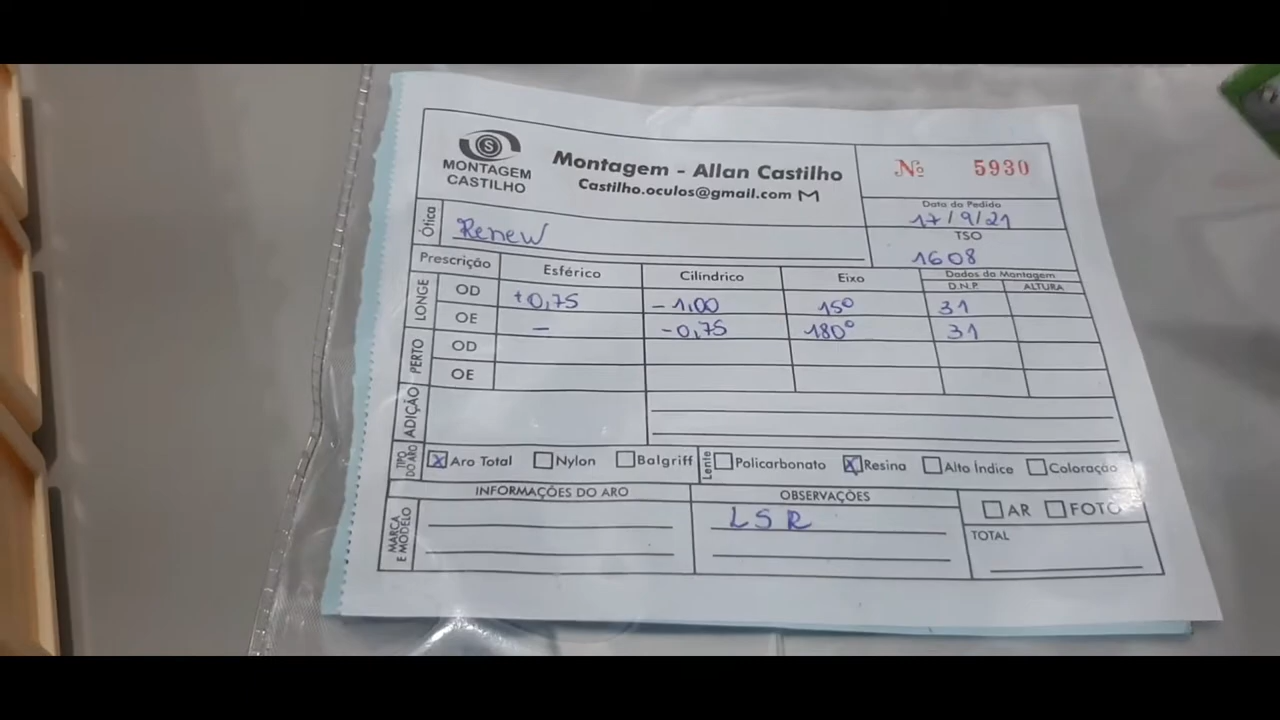 MONTAGEM
CASTILHO
Montagem - Allan Castilho
Castilho.oculos@gmail.com
Nº 5930
Data do Pedido
17/9/21
Ótica Renew
TSO
1608
Prescrição Esférico Cilíndrico Eixo Dados da Montagem
D.N.P. ALTURA
LONGE
OD +0,75 -1,00 15° 31
OE - -0,75 180° 31
PERTO
OD
OE
ADIÇÃO
TIPO DO ARO X Aro Total Nylon Balgriff Lente Policarbonato X Resina Alto Índice Coloração
INFORMAÇÕES DO ARO OBSERVAÇÕES
MARCA E MODELO
LSR
AR FOTO
TOTAL